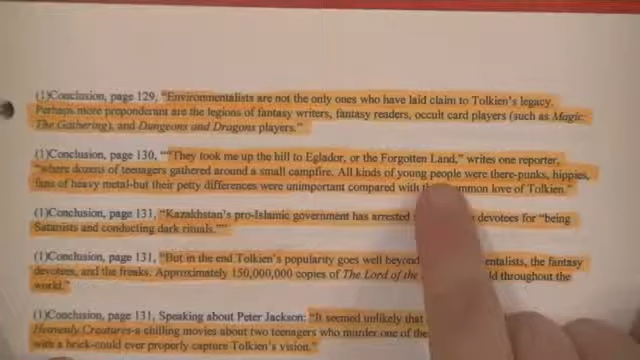 (1)Conclusion, page 129, “Environmentalists are not the only ones who have laid claim to Tolkien’s legacy.
Perhaps more preponderant are the legions of fantasy writers, fantasy readers, occult card players (such as Magic:
The Gathering), and Dungeons and Dragons players.”
(1)Conclusion, page 130, “"They took me up the hill to Eglador, or the Forgotten Land,” writes one reporter,
“where dozens of teenagers gathered around a small campfire. All kinds of young people were there-punks, hippies,
fans of heavy metal-but their petty differences were unimportant compared with common love of Tolkien.”
(1)Conclusion, page 131, “Kazakhstan’s pro-Islamic government has arrested devotees for “being
Satanists and conducting dark rituals.””
(1)Conclusion, page 131, “But in the end Tolkien’s popularity goes well beyond the fantasy
devotees, and the freaks. Approximately 150,000,000 copies of The Lord of the throughout the
world.”
(1)Conclusion, page 131, Speaking about Peter Jackson: “It seemed unlikely that
Heavenly Creatures-a chilling movies about two teenagers who murder one of
with a brick-could ever properly capture Tolkien’s vision.”